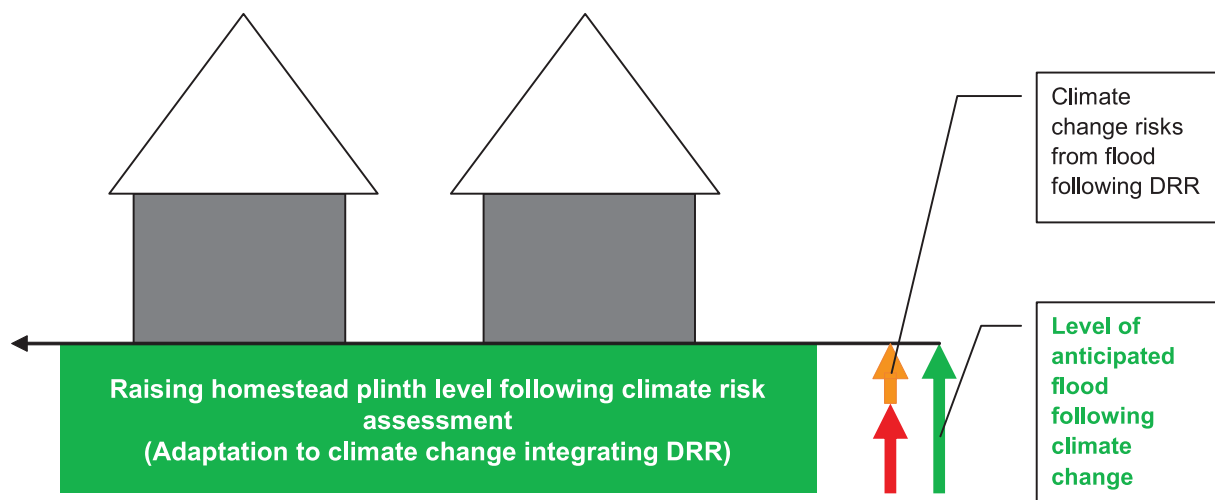 Climate
change risks
from flood
following DRR
Raising homestead plinth level following climate risk
assessment
(Adaptation to climate change integrating DRR)
Level of
anticipated
flood
following
climate
change